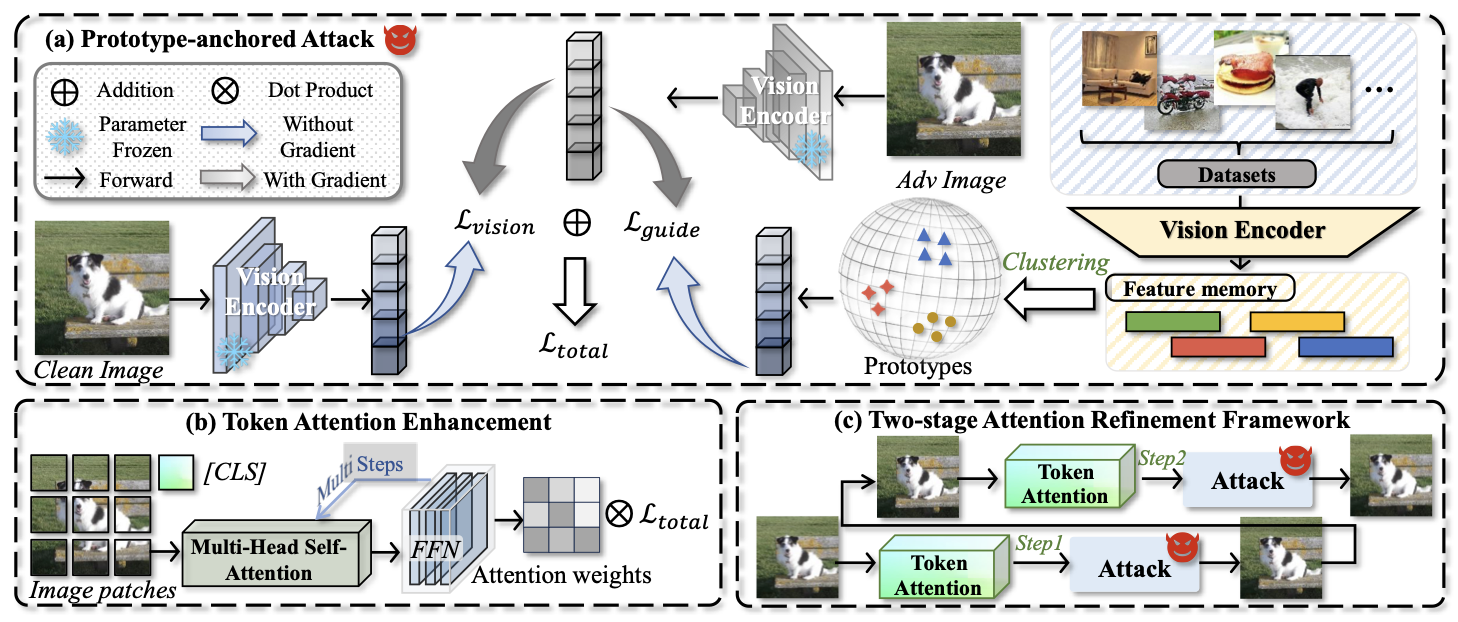 (a) Prototype-anchored Attack
Addition
Dot Product
Parameter
Frozen
Without
Gradient
Forward
With Gradient
Vision
Encoder
Adv Image
...
Datasets
Vision Encoder
Feature memory
Clustering
Prototypes
ℒvision
⊕
ℒguide
ℒtotal
Vision
Encoder
Clean Image
(b) Token Attention Enhancement
[CLS]
Multi Steps
Image patches
Multi-Head Self-
Attention
FFN
⊗ ℒtotal
Attention weights
(c) Two-stage Attention Refinement Framework
Token
Attention
Step2
Attack
Token
Attention
Step1
Attack